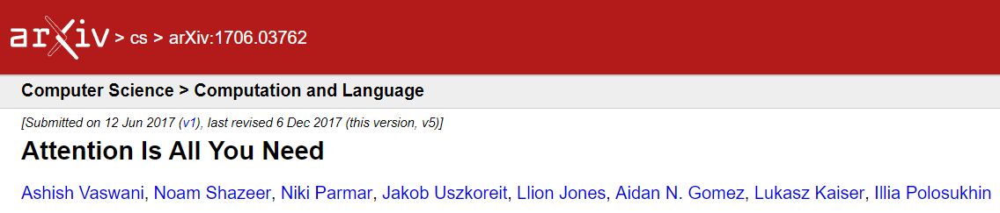 arXiv > cs > arXiv:1706.03762
Computer Science > Computation and Language
[Submitted on 12 Jun 2017 (v1), last revised 6 Dec 2017 (this version, v5)]
Attention Is All You Need
Ashish Vaswani, Noam Shazeer, Niki Parmar, Jakob Uszkoreit, Llion Jones, Aidan N. Gomez, Lukasz Kaiser, Illia Polosukhin